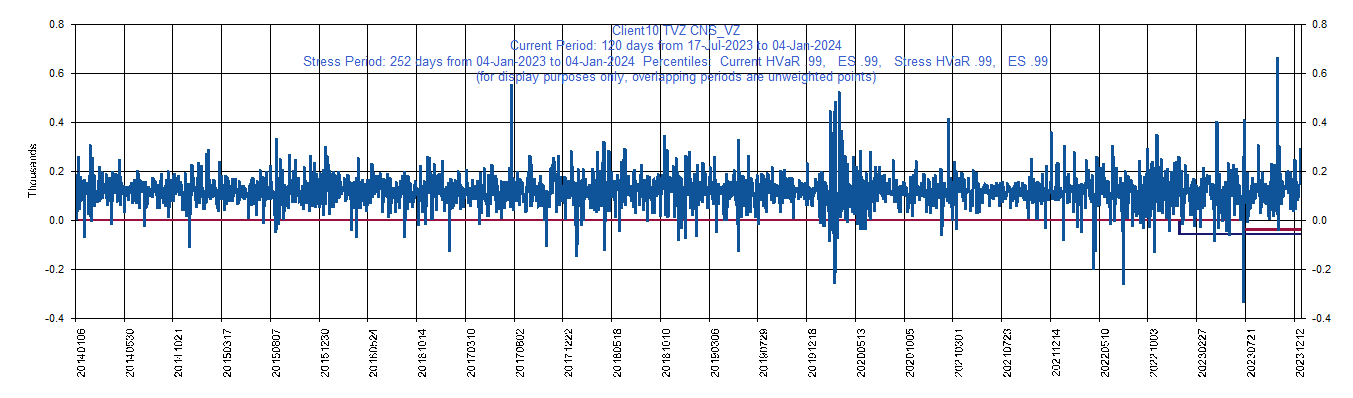 Client10 TVZ CNS_VZ
Current Period: 120 days from 17-Jul-2023 to 04-Jan-2024
Stress Period: 252 days from 04-Jan-2023 to 04-Jan-2024 Percentiles: Current HVaR .99, ES .99, Stress HVaR .99, ES .99
(for display purposes only, overlapping periods are unweighted points)
Thousands
0.8 0.8
0.6 0.6
0.4 0.4
0.2 0.2
0.0 0.0
-0.2 -0.2
-0.4 -0.4
20140106 20140530 20141021 20150317 20150807 20151230 20160524 20161014 20170310 20170802 20171222 20180518 20181010 20190306 20190729 20191218 20200513 20201005 20210301 20210723 20211214 20220510 20221003 20230227 20230721 20231212